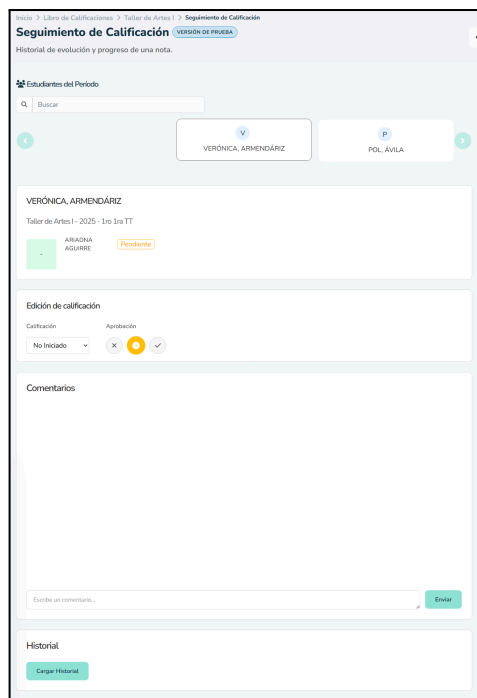 Inicio > Libro de Calificaciones > Taller de Artes I > Seguimiento de Calificación
Seguimiento de Calificación VERSIÓN DE PRUEBA
Historial de evolución y progreso de una nota.
Estudiantes del Período
Buscar
V
VERÓNICA, ARMENDÁRIZ
P
POL, ÁVILA
VERÓNICA, ARMENDÁRIZ
Taller de Artes I - 2025 - 1ro 1ra TT
-
ARIADNA
AGUIRRE
Pendiente
Edición de calificación
Calificación
Aprobación
No Iniciado
Comentarios
Escribe un comentario...
Enviar
Historial
Cargar Historial